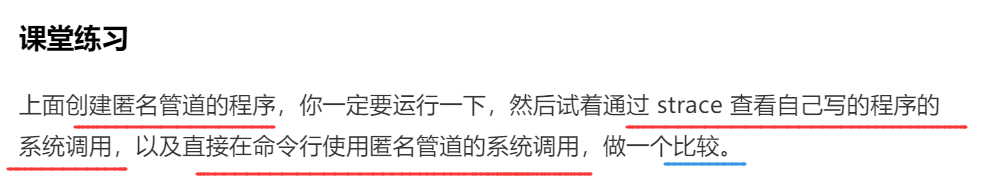 课堂练习
上面创建匿名管道的程序，你一定要运行一下，然后试着通过 strace 查看自己写的程序的
系统调用，以及直接在命令行使用匿名管道的系统调用，做一个比较。